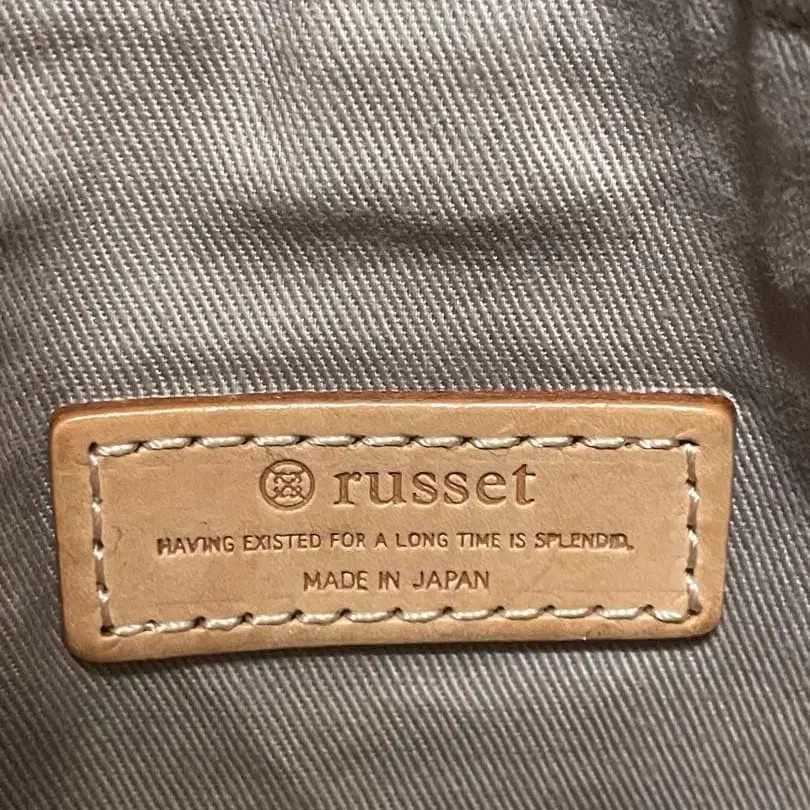 russet
HAVING EXISTED FOR A LONG TIME IS SPLENDID.
MADE IN JAPAN